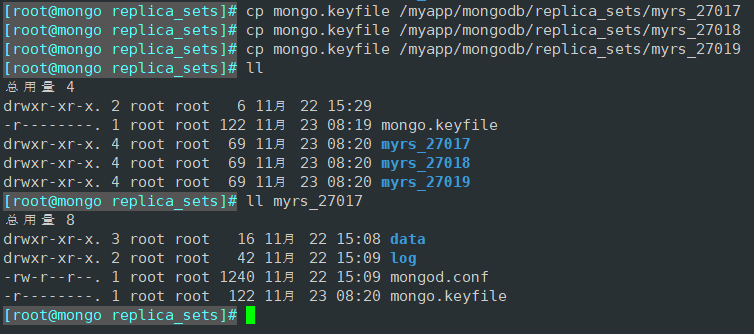 [root@mongo replica_sets]# cp mongo.keyfile /myapp/mongodb/replica_sets/myrs_27017
[root@mongo replica_sets]# cp mongo.keyfile /myapp/mongodb/replica_sets/myrs_27018
[root@mongo replica_sets]# cp mongo.keyfile /myapp/mongodb/replica_sets/myrs_27019
[root@mongo replica_sets]# ll
总用量 4
drwxr-xr-x. 2 root root   6 11月  22 15:29
-r--------. 1 root root 122 11月  23 08:19 mongo.keyfile
drwxr-xr-x. 4 root root  69 11月  23 08:20 myrs_27017
drwxr-xr-x. 4 root root  69 11月  23 08:20 myrs_27018
drwxr-xr-x. 4 root root  69 11月  23 08:20 myrs_27019
[root@mongo replica_sets]# ll myrs_27017
总用量 8
drwxr-xr-x. 3 root root   16 11月  22 15:08 data
drwxr-xr-x. 2 root root   42 11月  22 15:09 log
-rw-r--r--. 1 root root 1240 11月  22 15:09 mongod.conf
-r--------. 1 root root  122 11月  23 08:20 mongo.keyfile
[root@mongo replica_sets]#